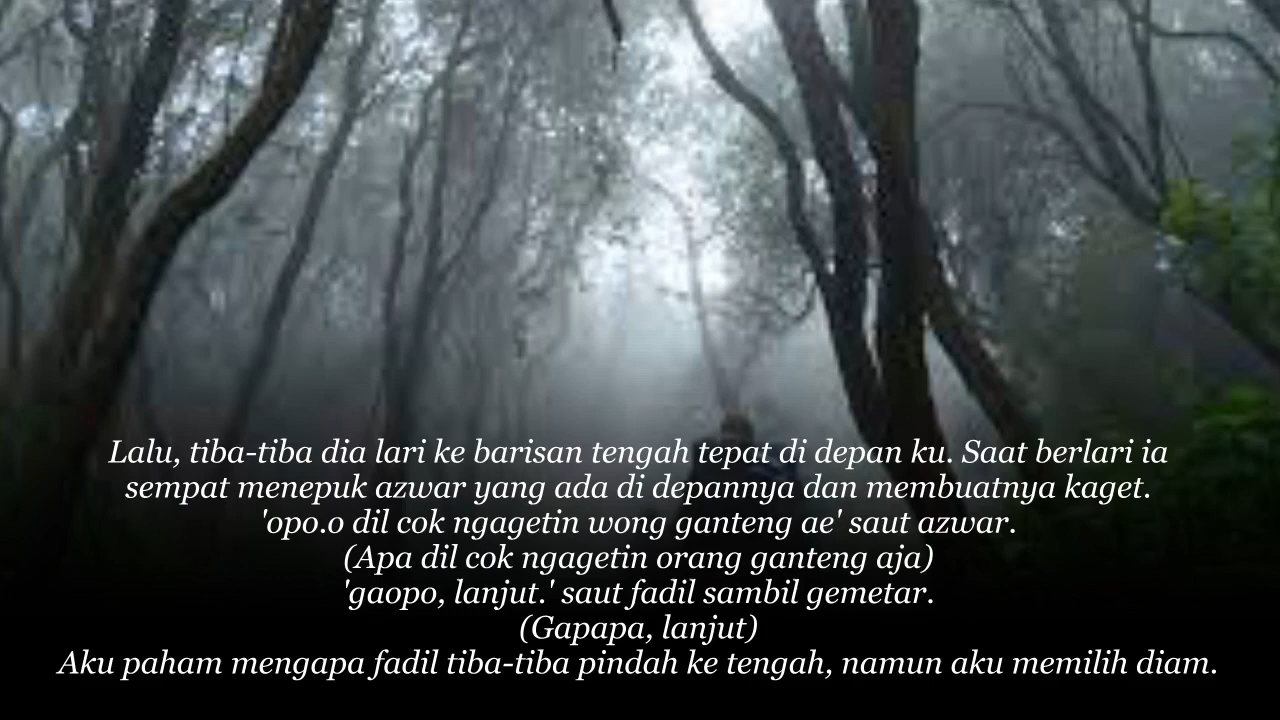 Lalu, tiba-tiba dia lari ke barisan tengah tepat di depan ku. Saat berlari ia
sempat menepuk azwar yang ada di depannya dan membuatnya kaget.
'opo.o dil cok ngagetin wong ganteng ae' saut azwar.
(Apa dil cok ngagetin orang ganteng aja)
'gaopo, lanjut.' saut fadil sambil gemetar.
(Gapapa, lanjut)
Aku paham mengapa fadil tiba-tiba pindah ke tengah, namun aku memilih diam.